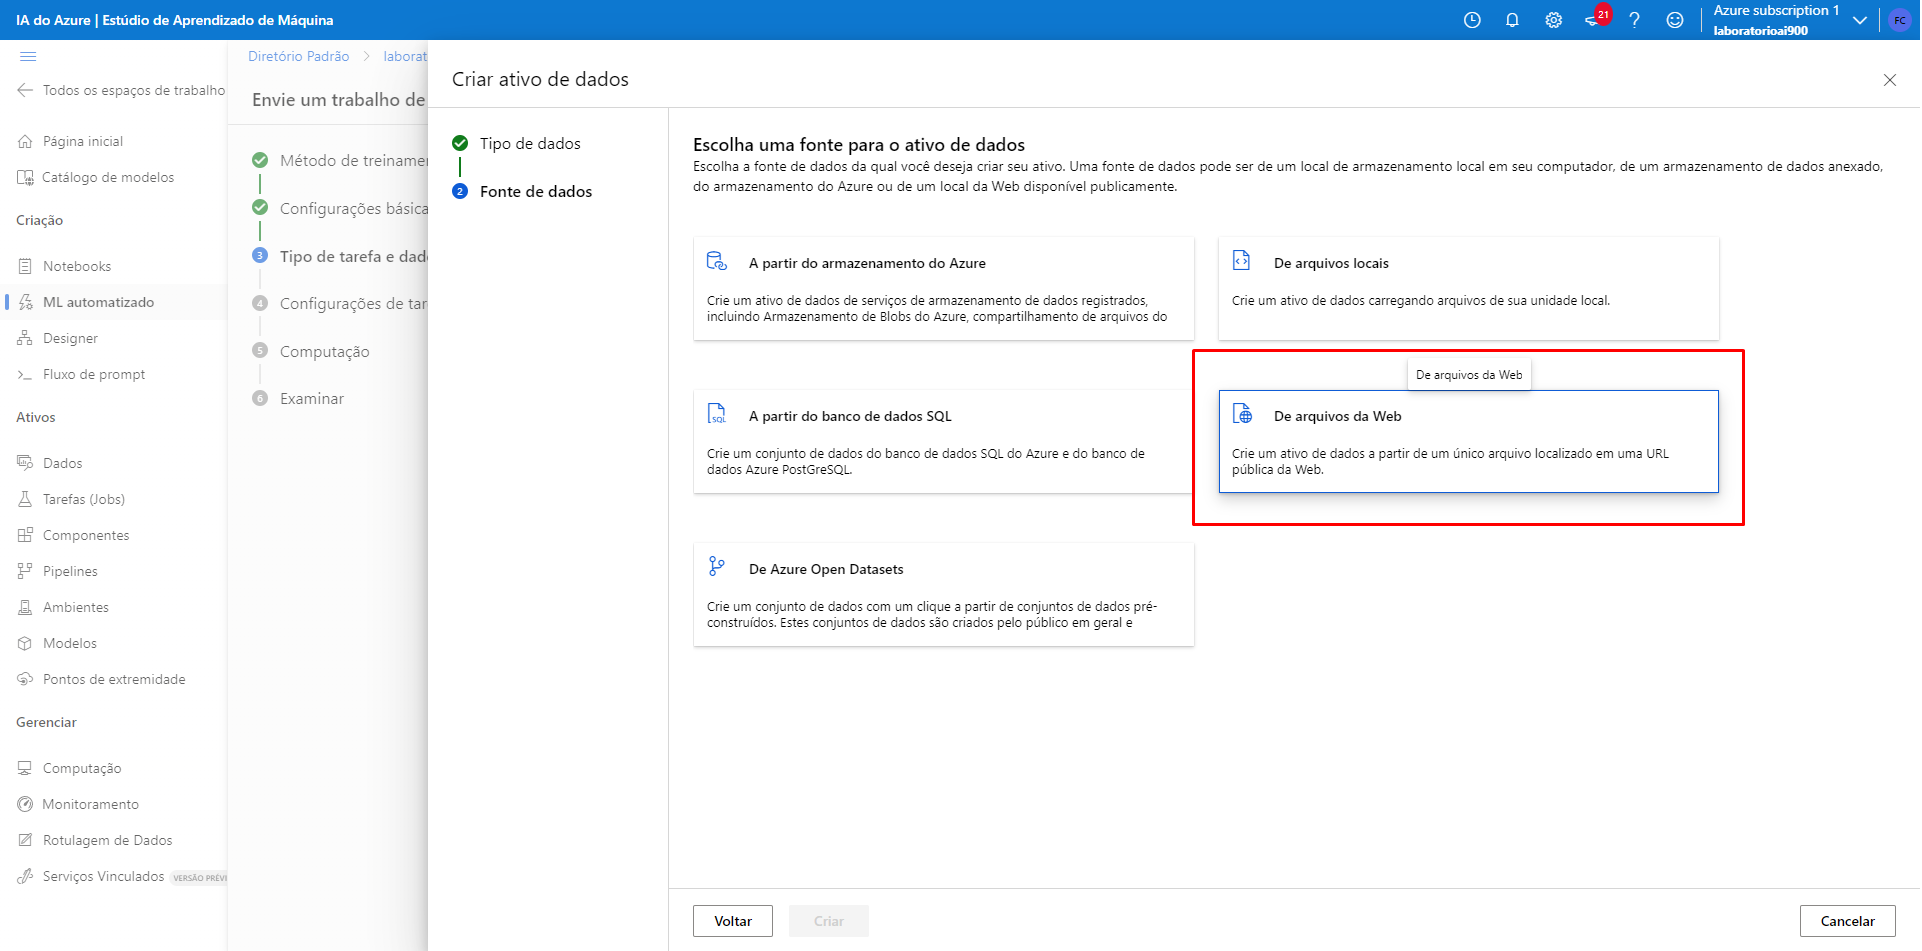 IA do Azure | Estúdio de Aprendizado de Máquina
21
Azure subscription 1
laboratorioai900
FC
Todos os espaços de trabalho
Página inicial
Catálogo de modelos
Criação
Notebooks
ML automatizado
Designer
Fluxo de prompt
Ativos
Dados
Tarefas (Jobs)
Componentes
Pipelines
Ambientes
Modelos
Pontos de extremidade
Gerenciar
Computação
Monitoramento
Rotulagem de Dados
Serviços Vinculados VERSÃO PRÉVI
Diretório Padrão > laborat
Envie um trabalho de
Método de treinamen
Configurações básica
3 Tipo de tarefa e dad
4 Configurações de tar
5 Computação
6 Examinar
Criar ativo de dados
Tipo de dados
2 Fonte de dados
Escolha uma fonte para o ativo de dados
Escolha a fonte de dados da qual você deseja criar seu ativo. Uma fonte de dados pode ser de um local de armazenamento local em seu computador, de um armazenamento de dados anexado,
do armazenamento do Azure ou de um local da Web disponível publicamente.
A partir do armazenamento do Azure
Crie um ativo de dados de serviços de armazenamento de dados registrados,
incluindo Armazenamento de Blobs do Azure, compartilhamento de arquivos do
De arquivos locais
Crie um ativo de dados carregando arquivos de sua unidade local.
SQL
A partir do banco de dados SQL
Crie um conjunto de dados do banco de dados SQL do Azure e do banco de
dados Azure PostGreSQL.
De arquivos da Web
De arquivos da Web
Crie um ativo de dados a partir de um único arquivo localizado em uma URL
pública da Web.
De Azure Open Datasets
Crie um conjunto de dados com um clique a partir de conjuntos de dados pré-
construídos. Estes conjuntos de dados são criados pelo público em geral e
Voltar
Criar
Cancelar